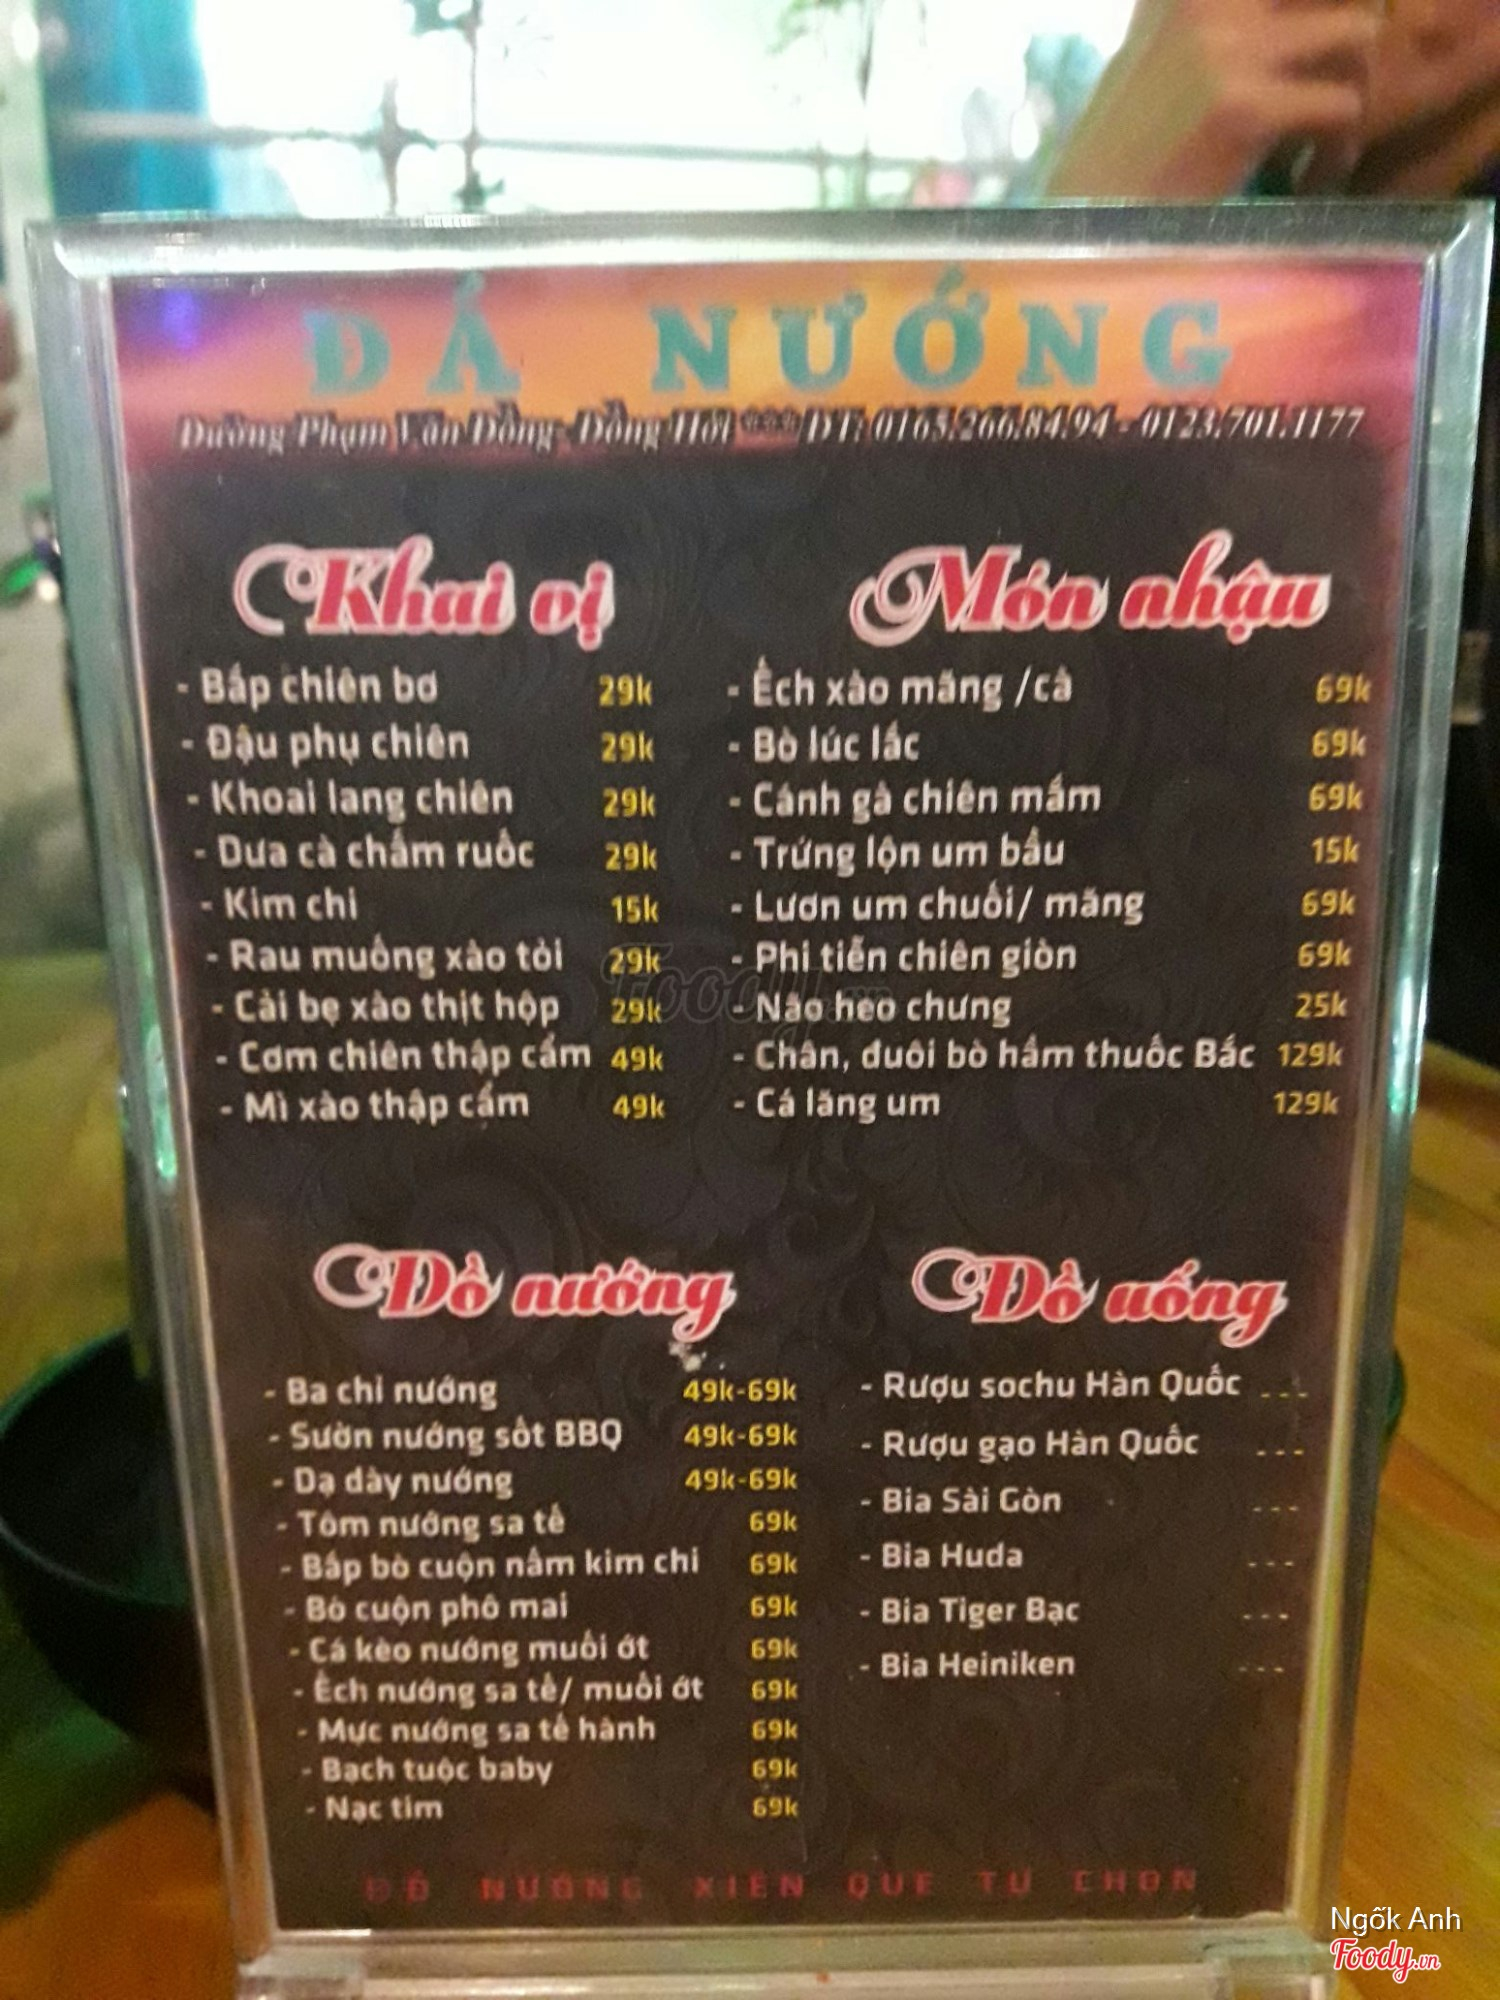 ĐÁ NƯỚNG
Đường Phạm Văn Đồng- Đồng Hới *** ĐT: 0165.266.84.94 - 0123.701.1177
Khai vị
- Bắp chiên bơ 29k
- Đậu phụ chiên 29k
- Khoai lang chiên 29k
- Dưa cà chấm ruốc 29k
- Kim chi 15k
- Rau muống xào tỏi 29k
- Cải bẹ xào thịt hộp 29k
- Cơm chiên thập cẩm 49k
- Mì xào thập cẩm 49k
Món nhậu
- Ếch xào măng /cà 69k
- Bò lúc lắc 69k
- Cánh gà chiên mắm 69k
- Trứng lộn um bầu 15k
- Lươn um chuối/ măng 69k
- Phi tiễn chiên giòn 69k
- Não heo chưng 25k
- Chân, đuôi bò hầm thuốc Bắc 129k
- Cá lăng um 129k
Đồ nướng
- Ba chỉ nướng 49k-69k
- Sườn nướng sốt BBQ 49k-69k
- Dạ dày nướng 49k-69k
- Tôm nướng sa tế 69k
- Bắp bò cuộn nấm kim chi 69k
- Bò cuộn phô mai 69k
- Cá kèo nướng muối ớt 69k
- Ếch nướng sa tế/ muối ớt 69k
- Mực nướng sa tế hành 69k
- Bạch tuộc baby 69k
- Nạc tim 69k
Đồ uống
- Rượu sochu Hàn Quốc ---
- Rượu gạo Hàn Quốc ---
- Bia Sài Gòn ---
- Bia Huda ---
- Bia Tiger Bạc ---
- Bia Heiniken ---
ĐỒ NƯỚNG XIÊN QUE TỰ CHỌN
Foody.vn
Ngốk Anh
Foody.vn